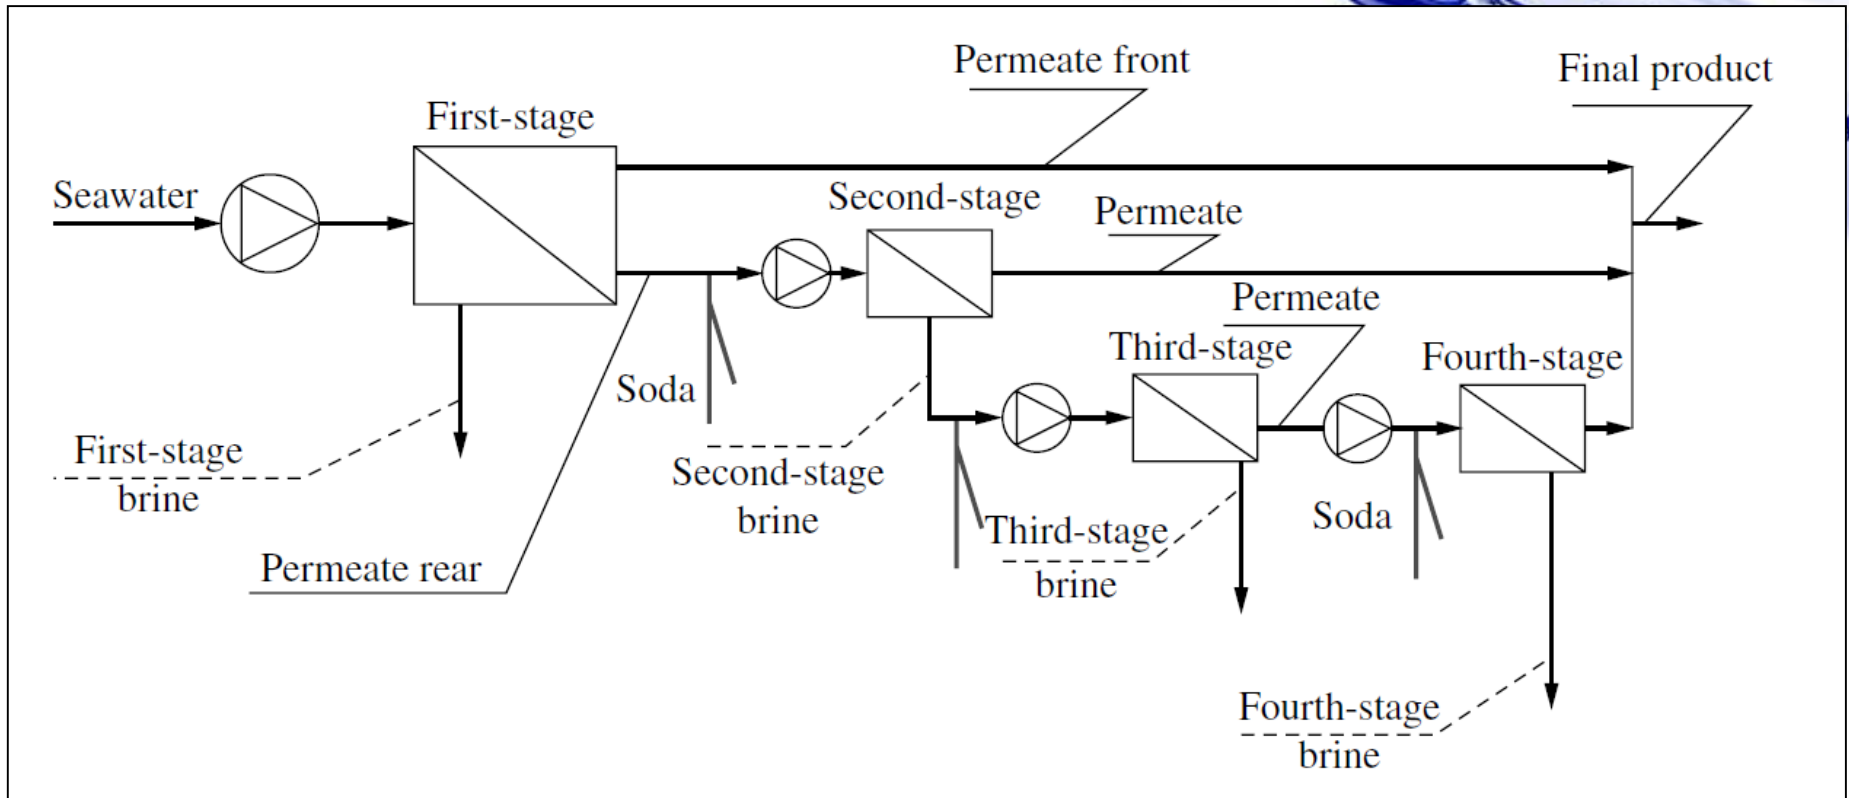 Permeate front
Final product
First-stage
Seawater
Second-stage
Permeate
Permeate
Third-stage
Fourth-stage
Soda
First-stage
brine
Second-stage
brine
Third-stage
brine
Soda
Permeate rear
Fourth-stage
brine